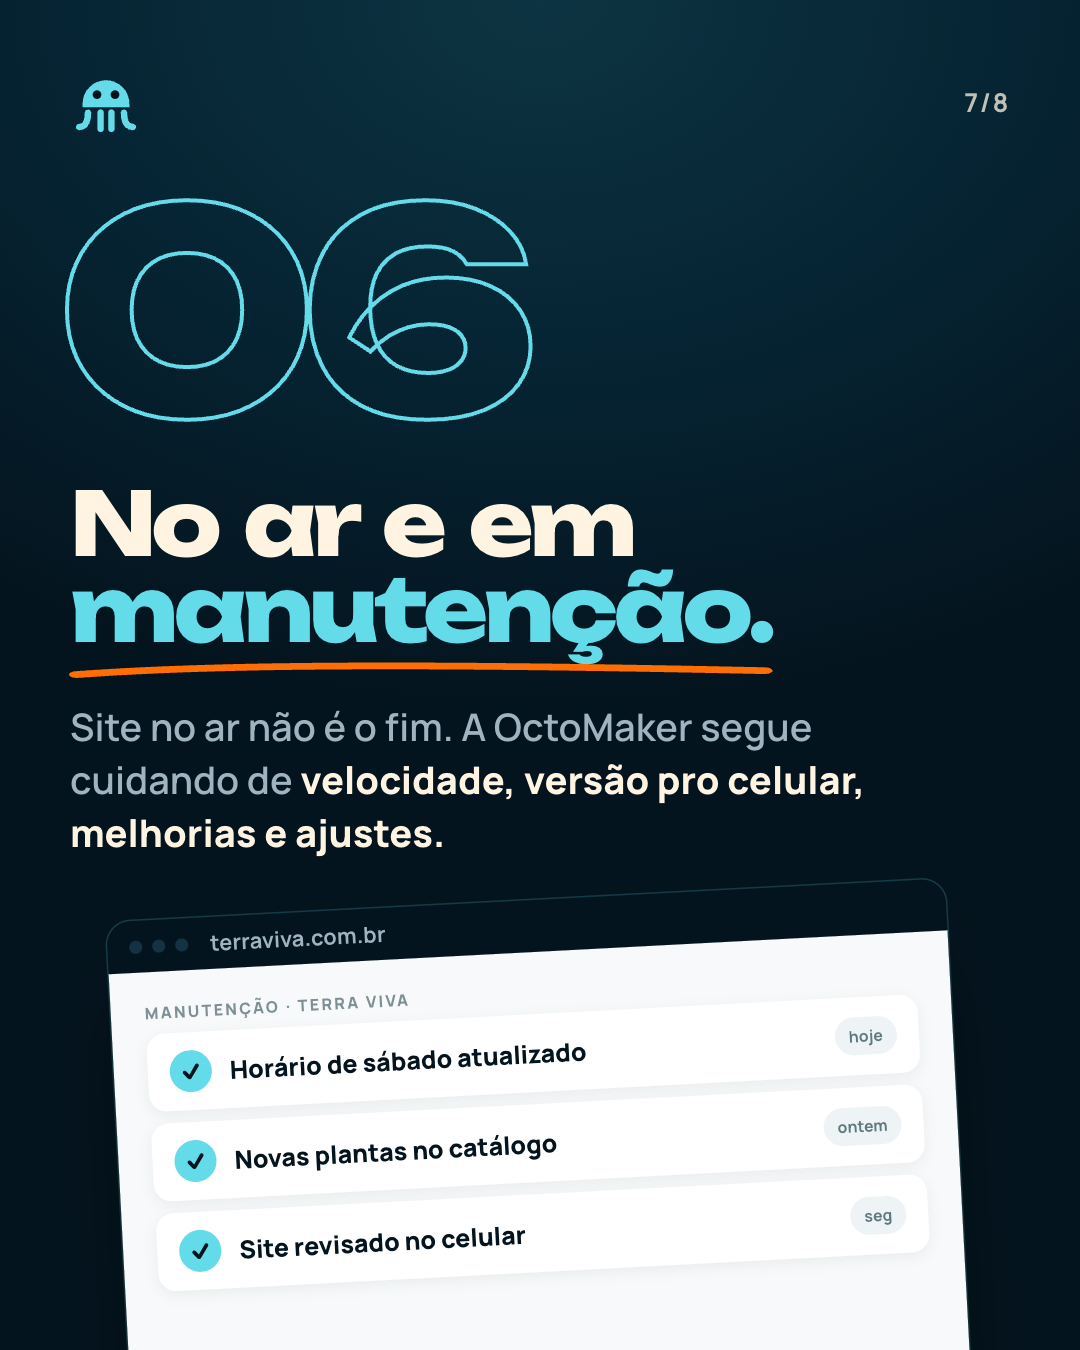 7/8
06
No ar e em
manutenção.
Site no ar não é o fim. A OctoMaker segue
cuidando de velocidade, versão pro celular,
melhorias e ajustes.
terraviva.com.br
MANUTENÇÃO · TERRA VIVA
Horário de sábado atualizado
hoje
Novas plantas no catálogo
ontem
Site revisado no celular
seg